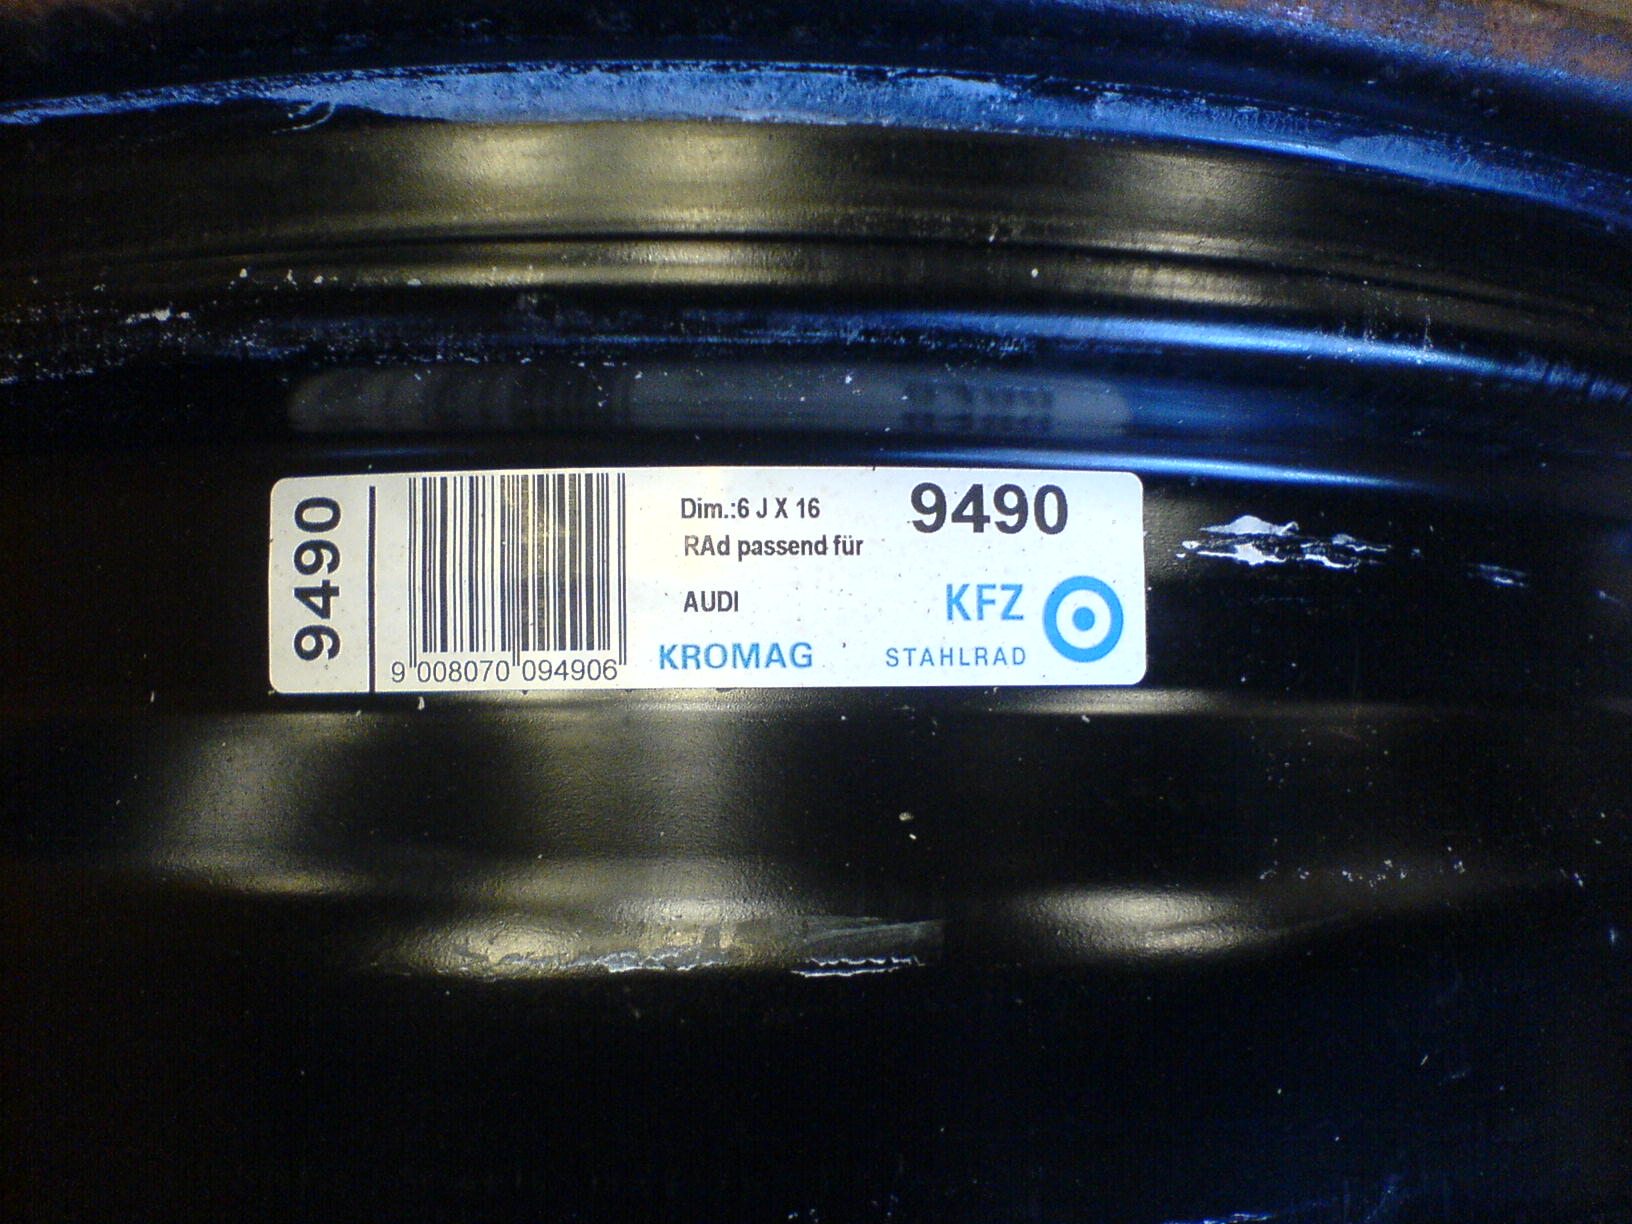 9490
9 008070 094906
Dim.:6 J X 16
RAd passend für
AUDI
KROMAG
9490
KFZ
STAHLRAD